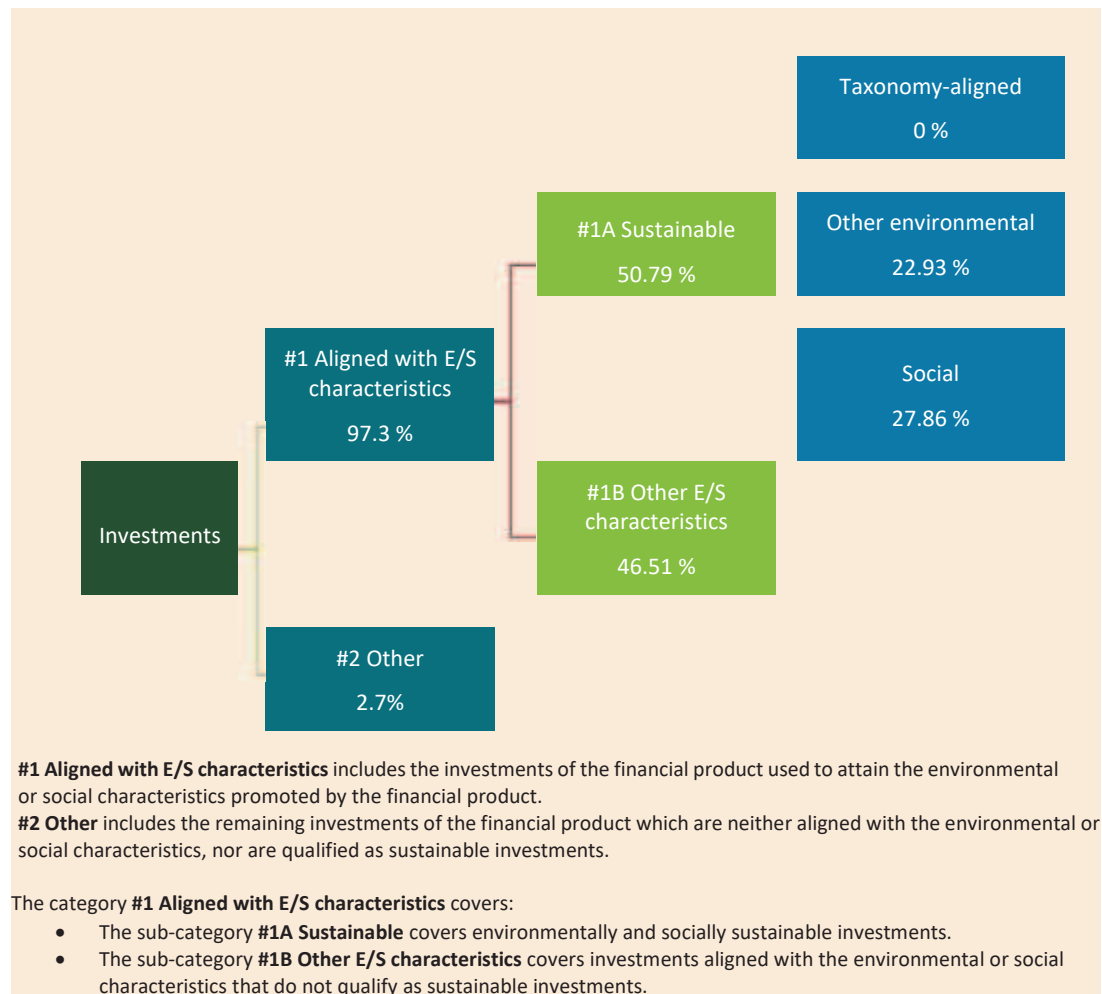 Taxonomy-aligned
0 %
#1A Sustainable
50.79 %
Other environmental
22.93 %
#1 Aligned with E/S
characteristics
97.3 %
Social
27.86 %
Investments
#1B Other E/S
characteristics
46.51 %
#2 Other
2.7%
#1 Aligned with E/S characteristics includes the investments of the financial product used to attain the environmental
or social characteristics promoted by the financial product.
#2 Other includes the remaining investments of the financial product which are neither aligned with the environmental or
social characteristics, nor are qualified as sustainable investments.
The category #1 Aligned with E/S characteristics covers:
• The sub-category #1A Sustainable covers environmentally and socially sustainable investments.
• The sub-category #1B Other E/S characteristics covers investments aligned with the environmental or social
characteristics that do not qualify as sustainable investments.